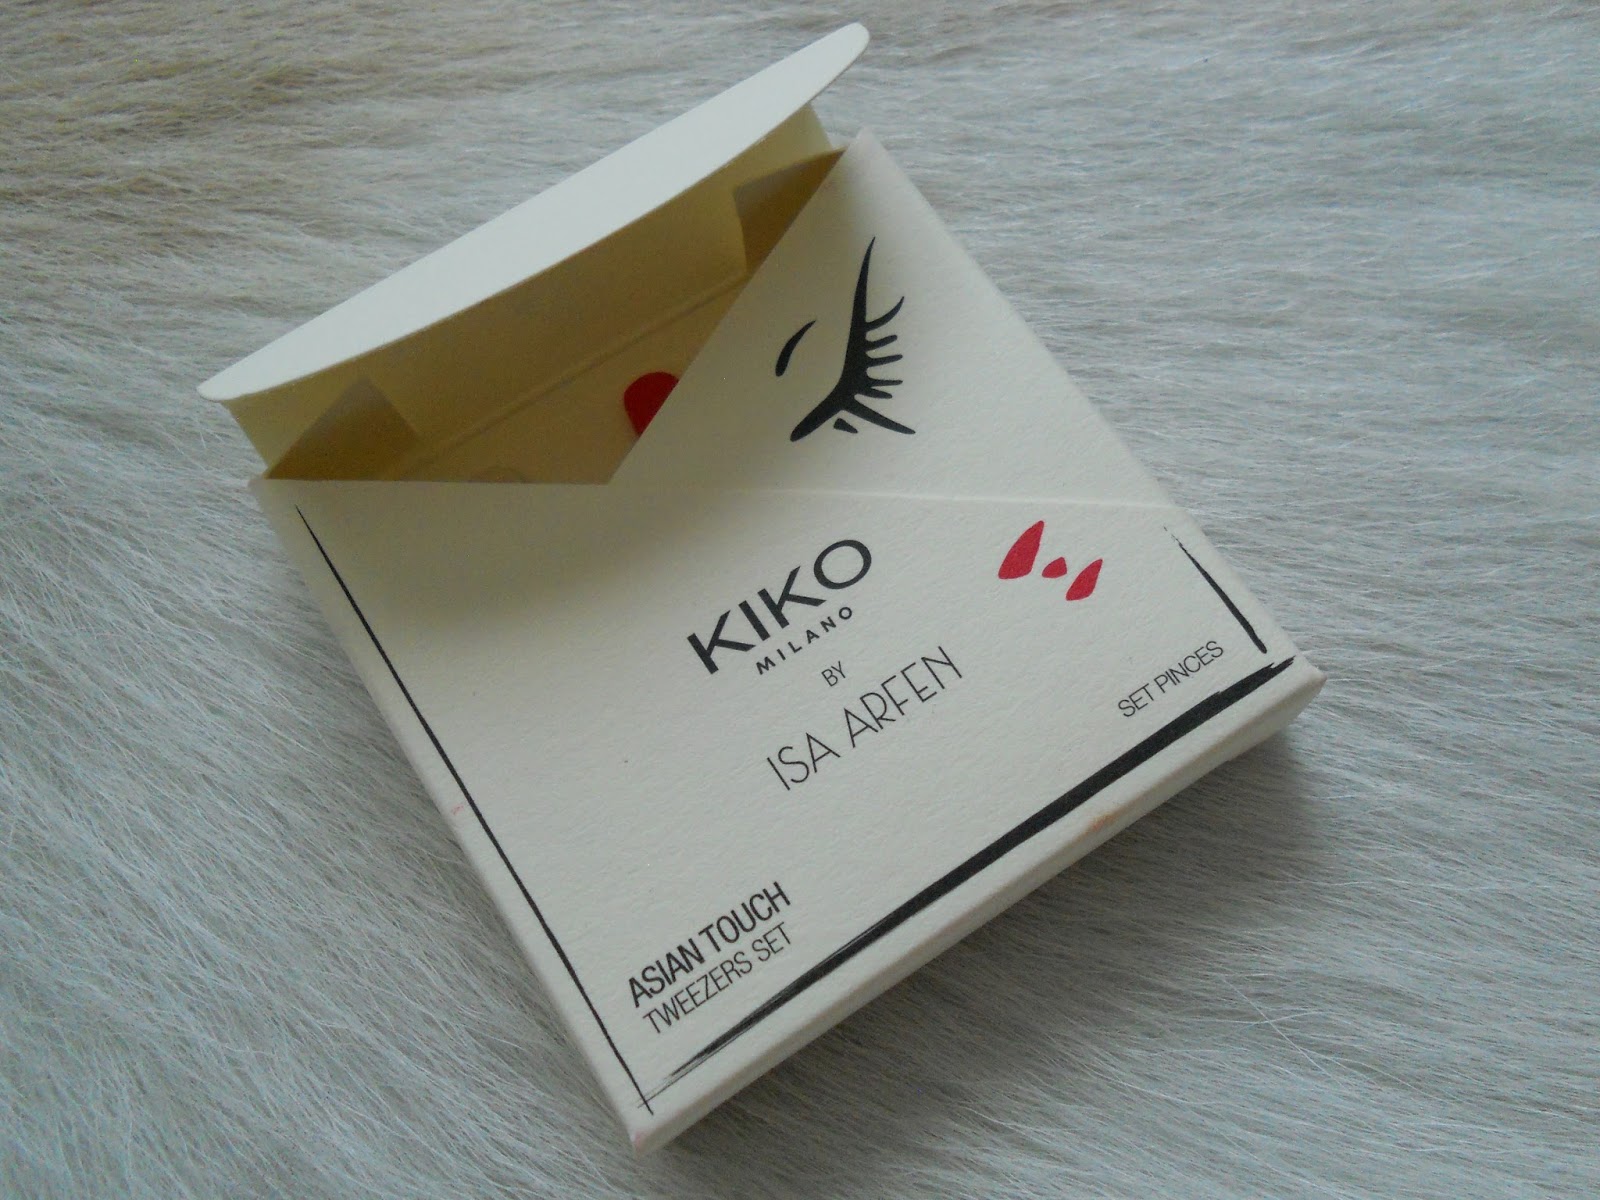 KIKO
MILANO
BY
ISA ARFEN
SET PINCES
ASIAN TOUCH
TWEEZERS SET